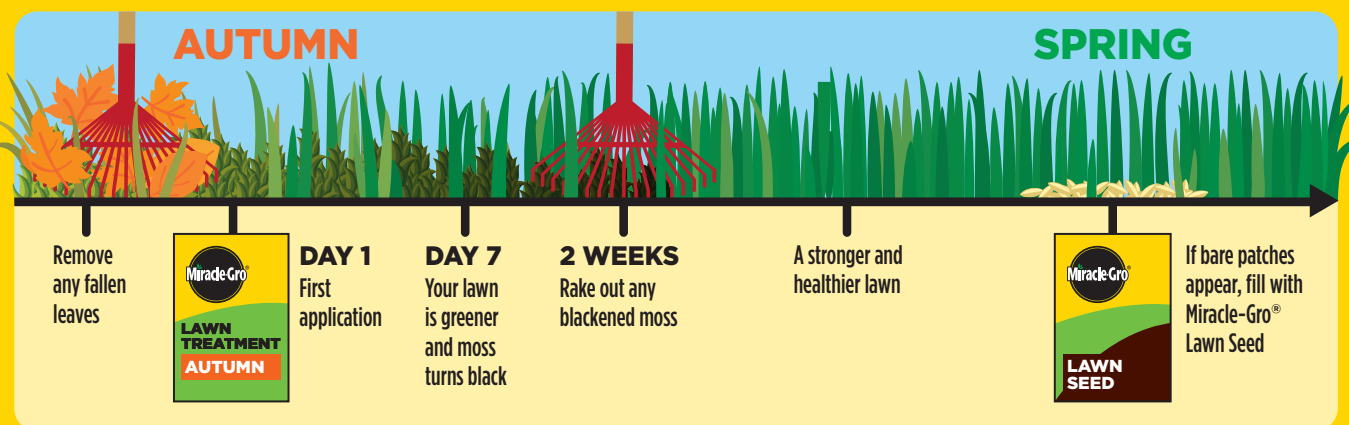 AUTUMN
SPRING
Remove
any fallen
leaves
Miracle-Gro®
LAWN
TREATMENT
AUTUMN
DAY 1
First
application
DAY 7
Your lawn
is greener
and moss
turns black
2 WEEKS
Rake out any
blackened moss
A stronger and
healthier lawn
Miracle-Gro®
LAWN
SEED
If bare patches
appear, fill with
Miracle-Gro®
Lawn Seed